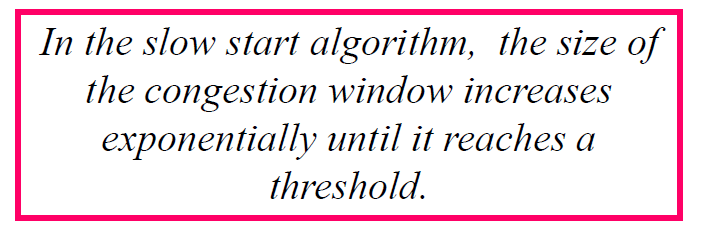 In the slow start algorithm,  the size of
the congestion window increases
exponentially until it reaches a
threshold.